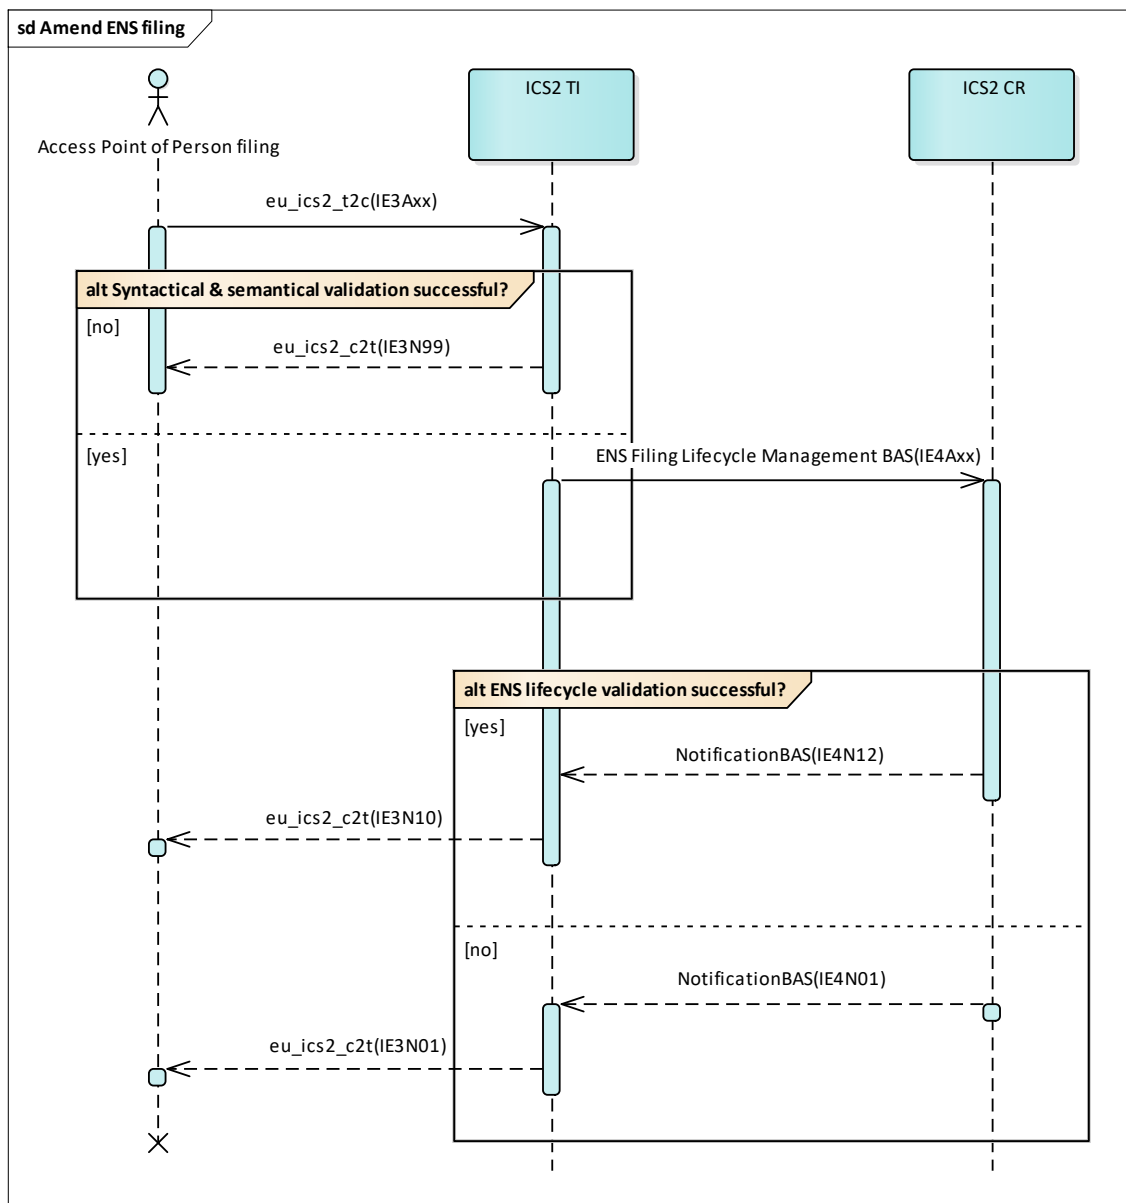 sd Amend ENS filing
ICS2 TI
ICS2 CR
Access Point of Person filing
eu_ics2_t2c(IE3Axx)
alt Syntactical & semantical validation successful?
[no]
eu_ics2_c2t(IE3N99)
[yes]
ENS Filing Lifecycle Management BAS(IE4Axx)
alt ENS lifecycle validation successful?
[yes]
NotificationBAS(IE4N12)
eu_ics2_c2t(IE3N10)
[no]
NotificationBAS(IE4N01)
eu_ics2_c2t(IE3N01)